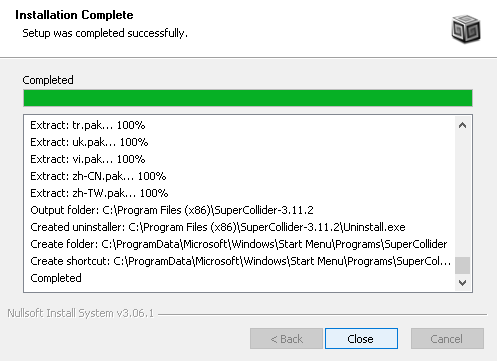 Installation Complete
Setup was completed successfully.
Completed
Extract: tr.pak... 100%
Extract: uk.pak... 100%
Extract: vi.pak... 100%
Extract: zh-CN.pak... 100%
Extract: zh-TW.pak... 100%
Output folder: C:\Program Files (x86)\SuperCollider-3.11.2
Created uninstaller: C:\Program Files (x86)\SuperCollider-3.11.2\Uninstall.exe
Create folder: C:\ProgramData\Microsoft\Windows\Start Menu\Programs\SuperCollider
Create shortcut: C:\ProgramData\Microsoft\Windows\Start Menu\Programs\SuperCol...
Completed
Nullsoft Install System v3.06.1
< Back
Close
Cancel